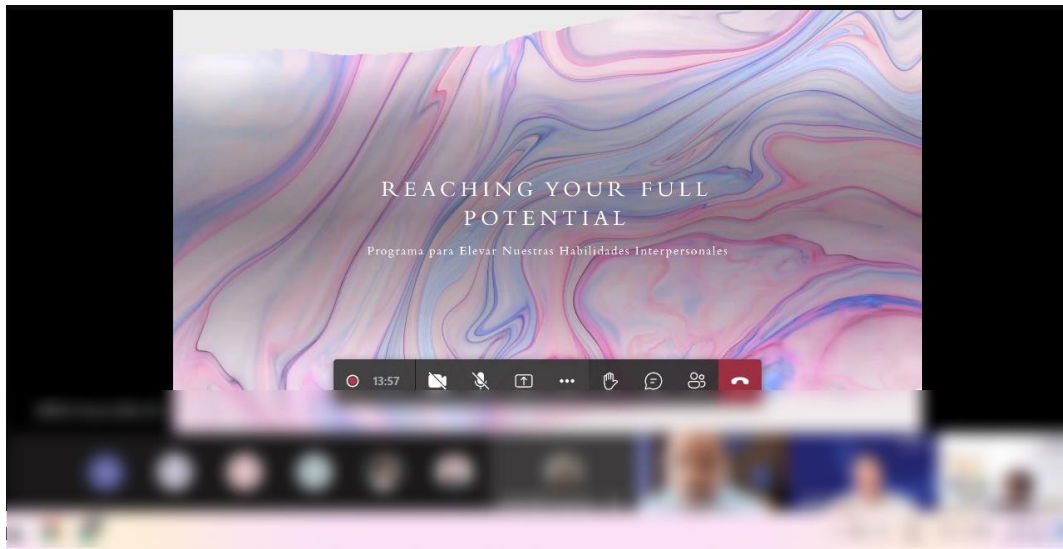 REACHING YOUR FULL
POTENTIAL
Programa para Elevar Nuestras Habilidades Interpersonales
13:57